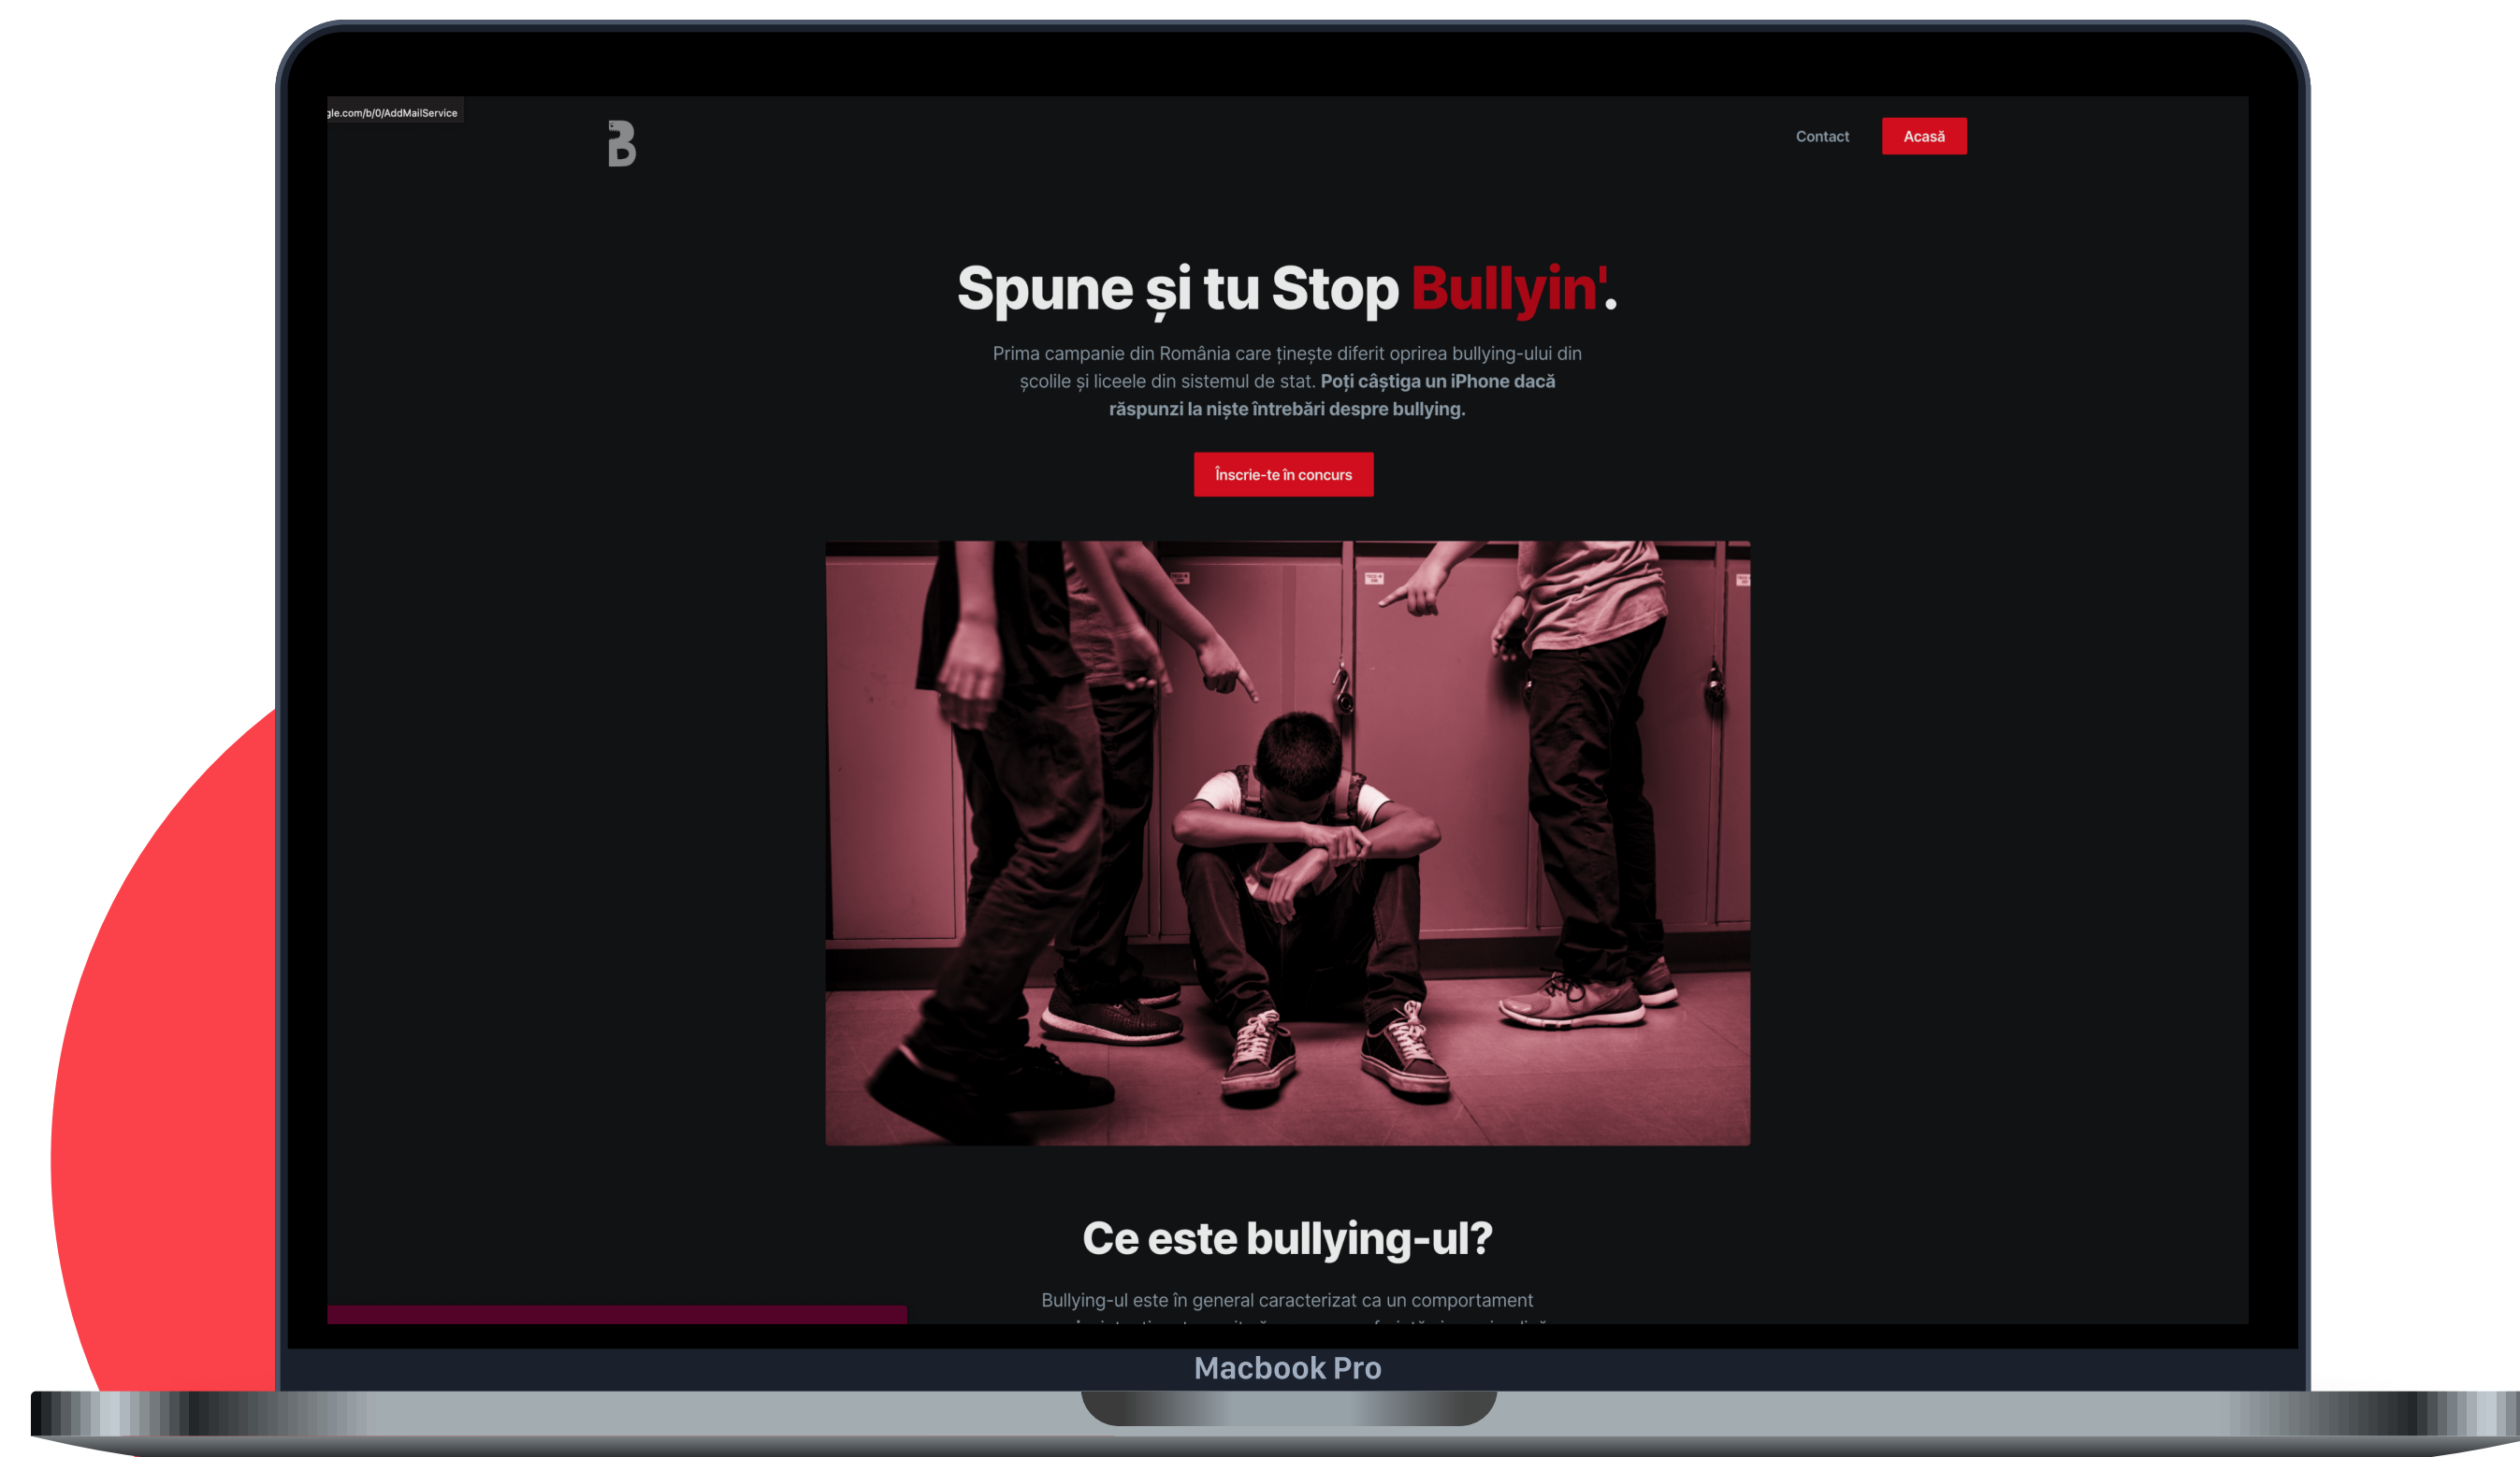 gle.com/b/0/AddMailService
B
Contact
Acasă
Spune și tu Stop Bullyin'.
Prima campanie din România care țінește diferit oprirea bullying-ului din
școlile și liceele din sistemul de stat. Poți câștiga un iPhone dacă
răspunzi la niște întrebări despre bullying.
Înscrie-te în concurs
Ce este bullying-ul?
Bullying-ul este în general caracterizat ca un comportament
Macbook Pro